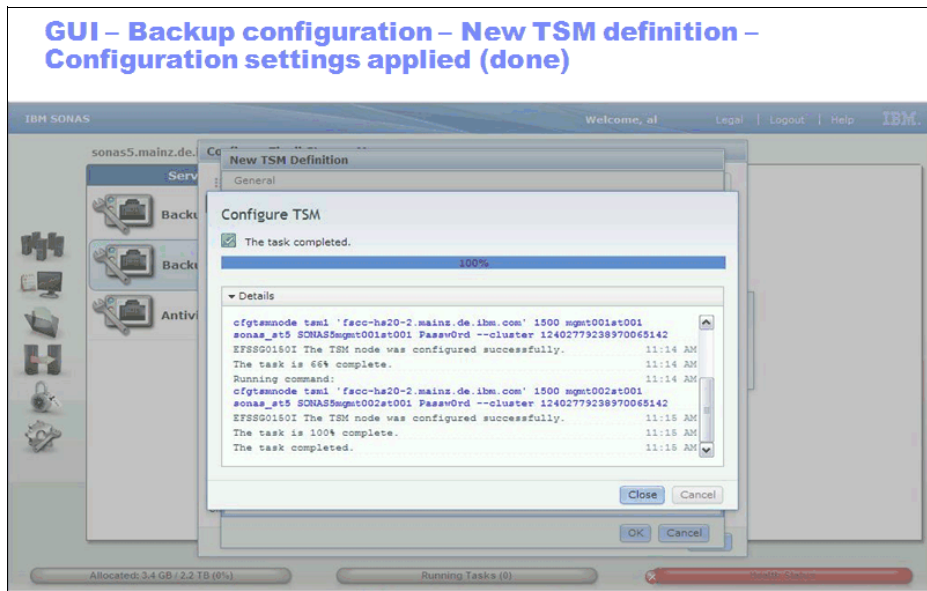 GUI – Backup configuration – New TSM definition –
Configuration settings applied (done)
IBM SONAS
Welcome, al
Legal | Logout | Help
IBM.
sonas5.mainz.de.
Co
New TSM Definition
Serv
General
Backu
Backu
Antivi
Configure TSM
The task completed.
100%
Details
cfgtsmnode tsm1 'fscc-hs20-2.mainz.de.ibm.com' 1500 mgmt001st001
sonas_st5 SONAS5mgmt001st001 Passw0rd --cluster 12402779238970065142
EFSSG0150I The TSM node was configured successfully. 11:14 AM
The task is 66% complete. 11:14 AM
Running command: 11:14 AM
cfgtsmnode tsm1 'fscc-hs20-2.mainz.de.ibm.com' 1500 mgmt002st001
sonas_st5 SONAS5mgmt002st001 Passw0rd --cluster 12402779238970065142
EFSSG0150I The TSM node was configured successfully. 11:15 AM
The task is 100% complete. 11:15 AM
The task completed. 11:15 AM
Close Cancel
OK Cancel
Allocated: 3.4 GB / 2.2 TB (0%)
Running Tasks (0)
Health Status